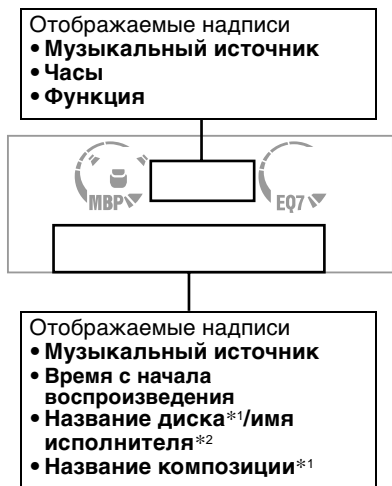 Отображаемые надписи
• Музыкальный источник
• Часы
• Функция
MBP EQ7
Отображаемые надписи
• Музыкальный источник
• Время с начала
воспроизведения
• Название диска*1/имя
исполнителя*2
• Название композиции*1